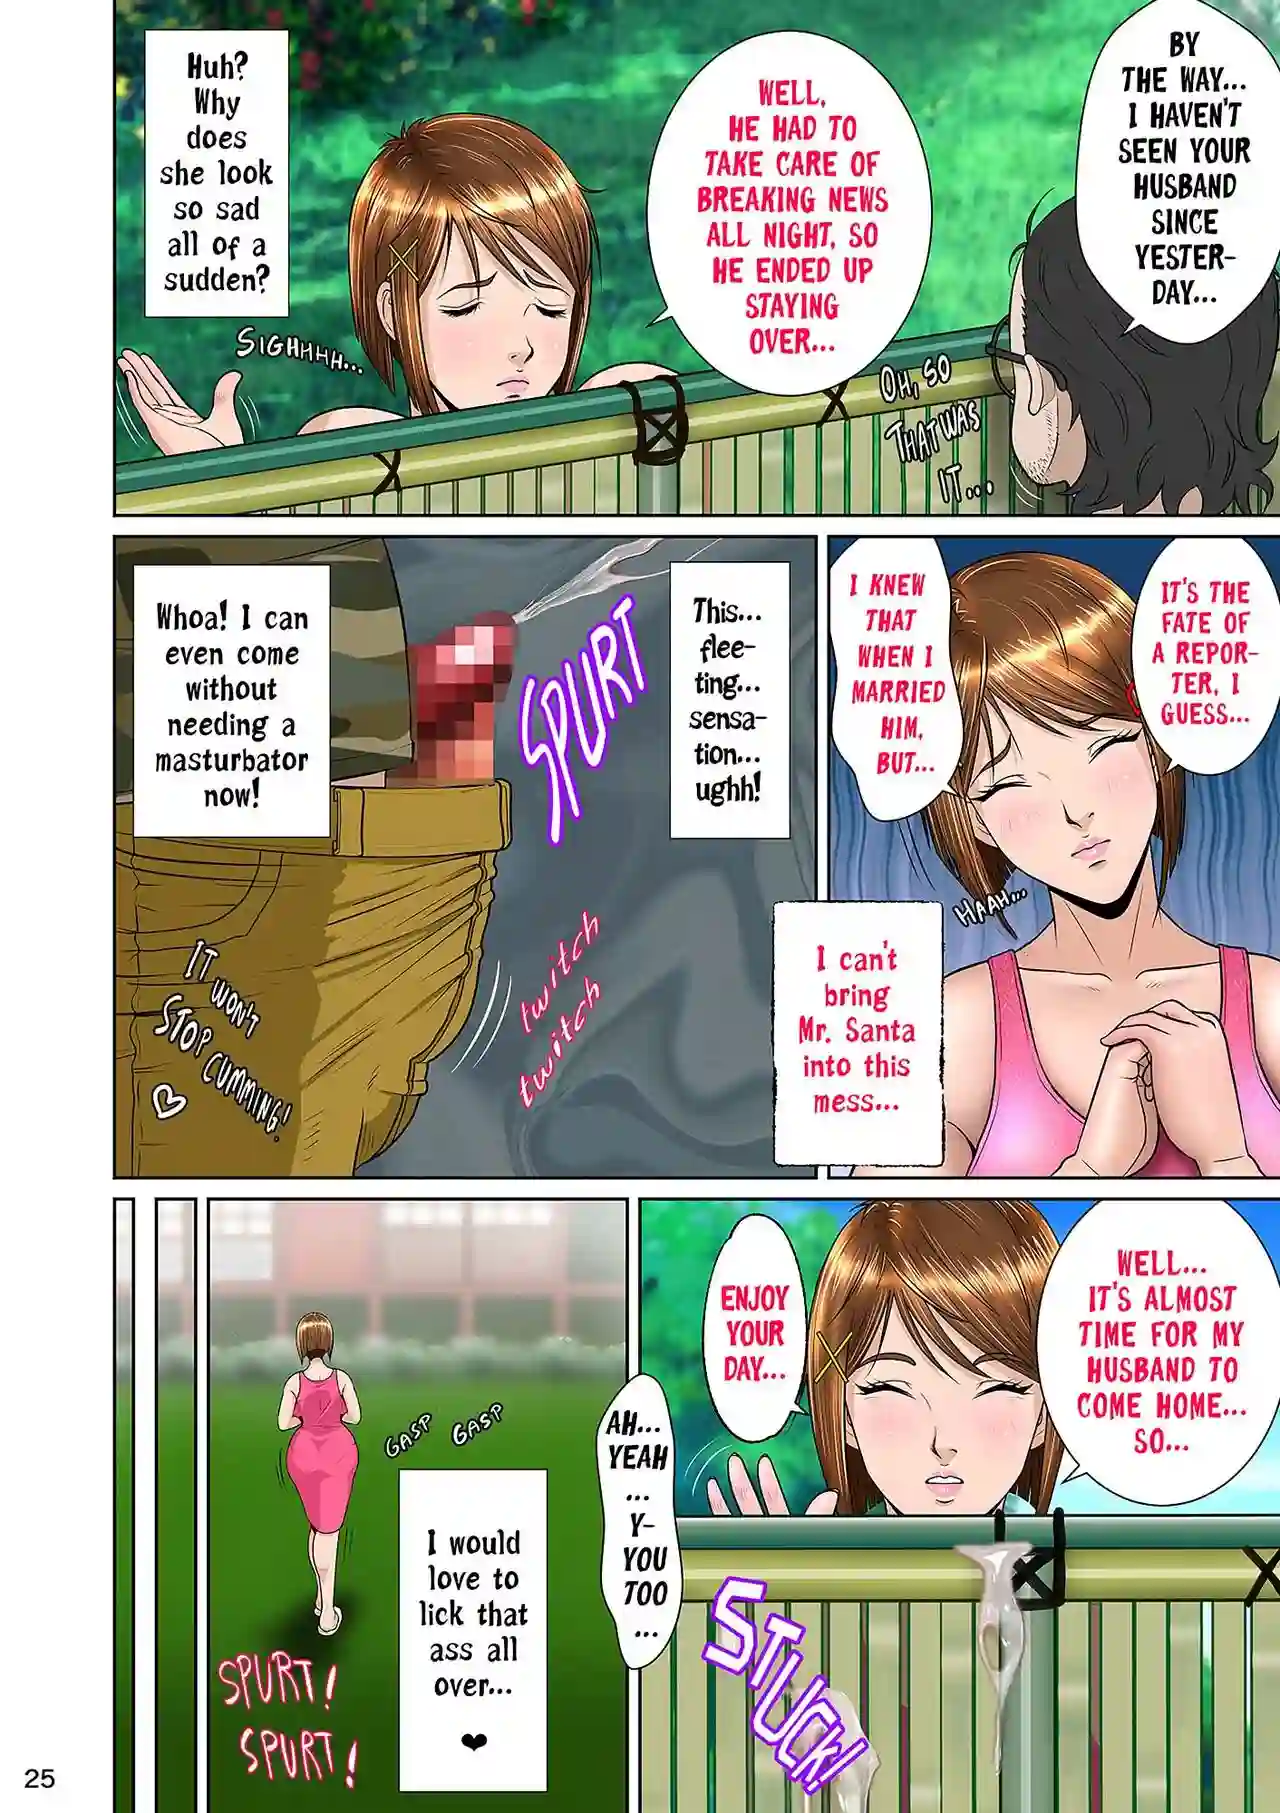 BY
THE WAY...
I HAVEN'T
SEEN YOUR
HUSBAND
SINCE
YESTER-
DAY...
WELL,
HE HAD TO
TAKE CARE OF
BREAKING NEWS
ALL NIGHT, SO
HE ENDED UP
STAYING
OVER...
OH, SO
THAT WAS
IT...
Huh?
Why
does
she look
so sad
all of a
sudden?
SIGHHHHH...
IT'S THE
FATE OF
A REPOR-
TER, I
GUESS...
I KNEW
THAT
WHEN I
MARRIED
HIM,
BUT...
HAAH...
I can't
bring
Mr. Santa
into this
mess...
This...
flee-
ting...
sensa-
tion...
ughh!
SPURT
twitch
twitch
Whoa! I can
even come
without
needing a
masturbator
now!
IT WON'T
STOP CUMMING!
♡
WELL...
IT'S ALMOST
TIME FOR MY
HUSBAND TO
COME HOME...
SO...
ENJOY
YOUR
DAY...
AH...
YEAH
...
Y-
YOU
TOO
...
STUCK!
GASP
GASP
I would
love to
lick that
ass all
over...
❤
SPURT!
SPURT!
25